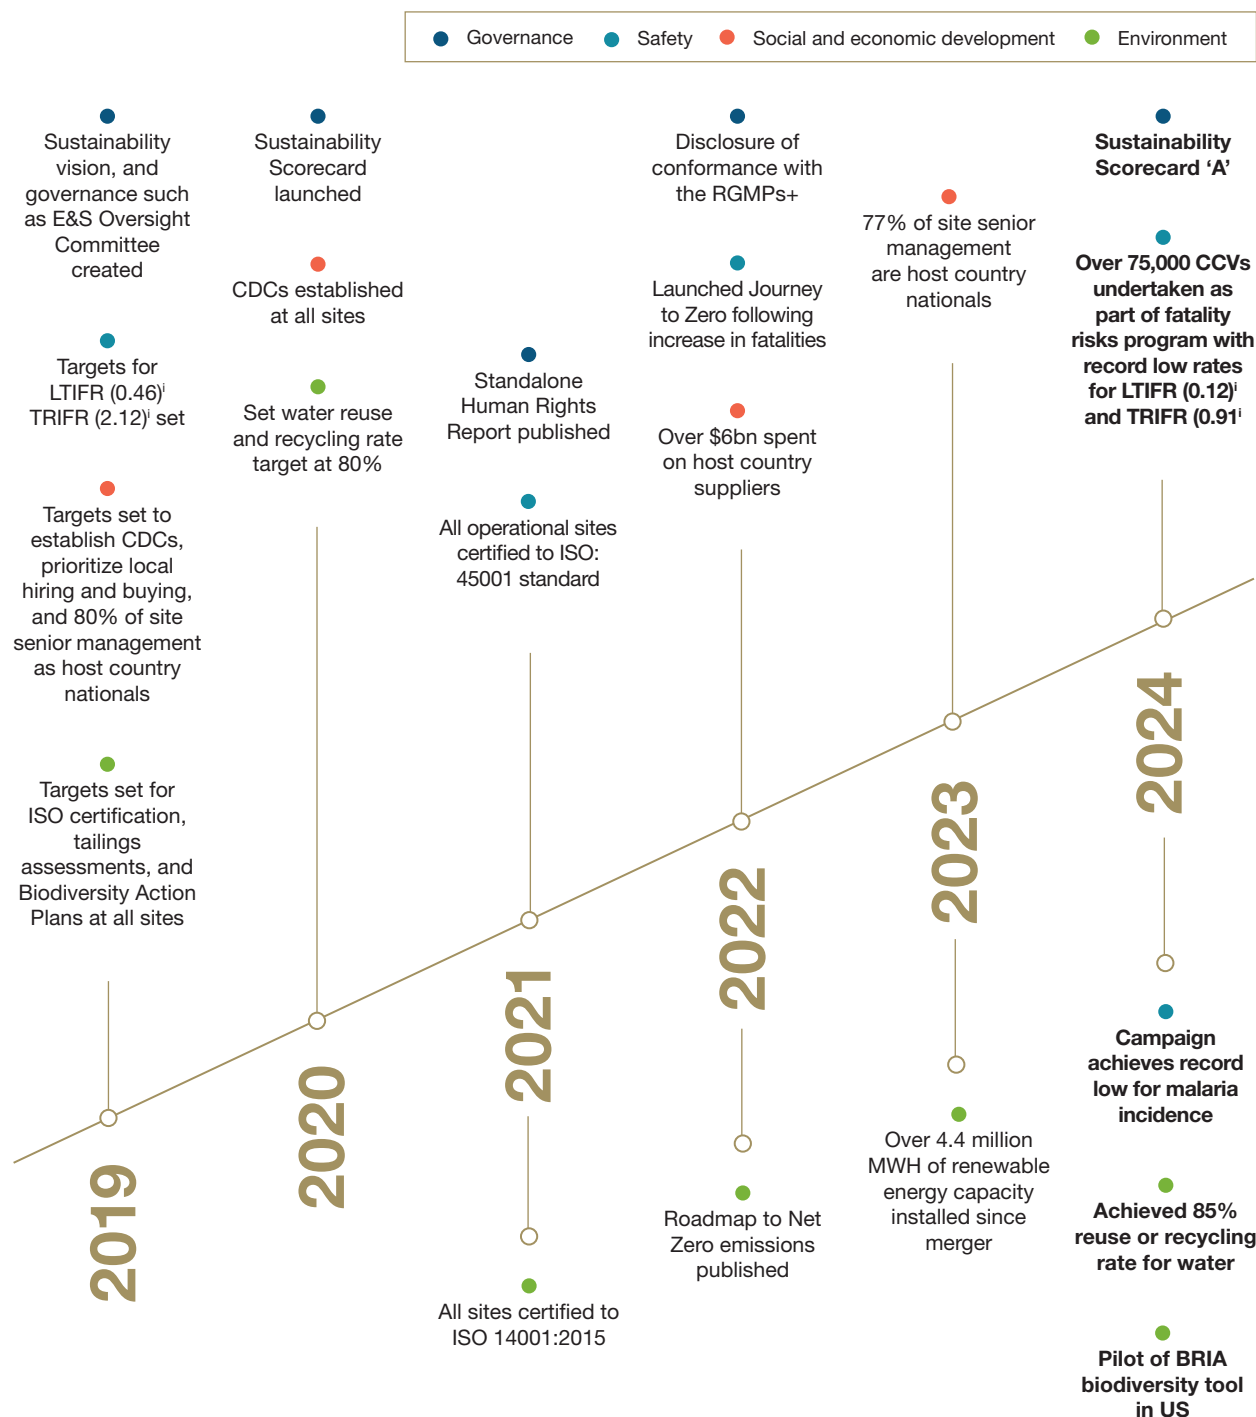 Governance
Safety
Social and economic development
Environment
Sustainability
vision, and
governance such
as E&S Oversight
Committee
created
Targets for
LTIFR (0.46)ⁱ
TRIFR (2.12)ⁱ set
Targets set to
establish CDCs,
prioritize local
hiring and buying,
and 80% of site
senior management
as host country
nationals
Targets set for
ISO certification,
tailings
assessments, and
Biodiversity Action
Plans at all sites
2019
Sustainability
Scorecard
launched
CDCs established
at all sites
Set water reuse
and recycling rate
target at 80%
2020
Standalone
Human Rights
Report published
All operational sites
certified to ISO:
45001 standard
2021
All sites certified to
ISO 14001:2015
Disclosure of
conformance with
the RGMPs+
Launched Journey
to Zero following
increase in fatalities
Over $6bn spent
on host country
suppliers
2022
Roadmap to Net
Zero emissions
published
77% of site senior
management
are host country
nationals
2023
Over 4.4 million
MWH of renewable
energy capacity
installed since
merger
Sustainability
Scorecard ‘A’
Over 75,000 CCVs
undertaken as
part of fatality
risks program with
record low rates
for LTIFR (0.12)ⁱ
and TRIFR (0.91ⁱ
2024
Campaign
achieves record
low for malaria
incidence
Achieved 85%
reuse or recycling
rate for water
Pilot of BRIA
biodiversity tool
in US